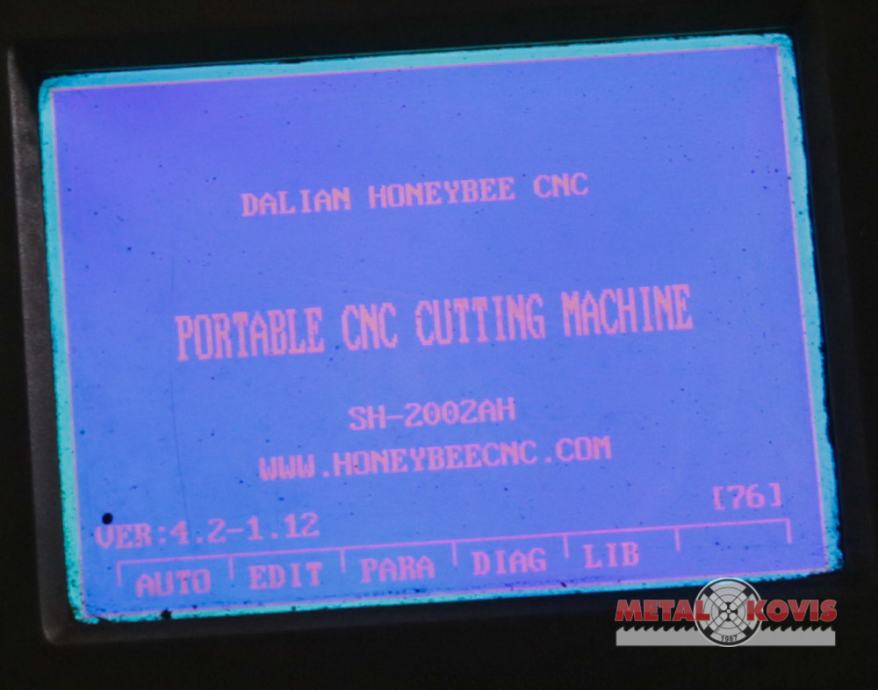 DALIAN HONEYBEE CNC
PORTABLE CNC CUTTING MACHINE
SH-2002AH
WWW.HONEYBEECNC.COM
[76]
VER:4.2-1.12
AUTO EDIT PARA DIAG LIB
METAL KOVIS
1987